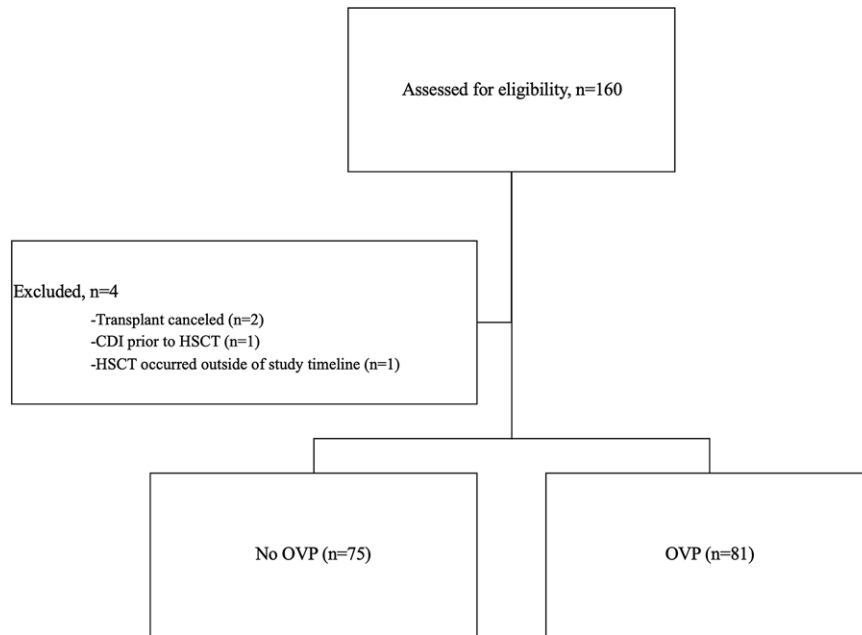 Assessed for eligibility, n=160
Excluded, n=4
-Transplant canceled (n=2)
-CDI prior to HSCT (n=1)
-HSCT occurred outside of study timeline (n=1)
No OVP (n=75)
OVP (n=81)